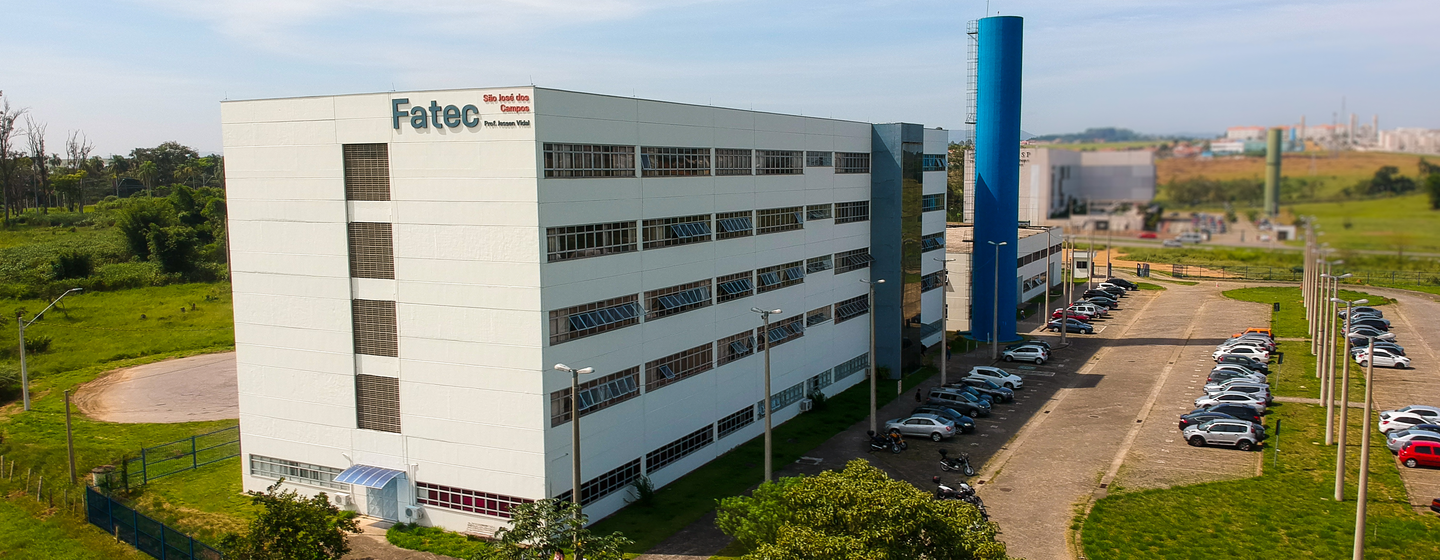 Fatec
São José dos
Campos
Prof. Jessen Vidal